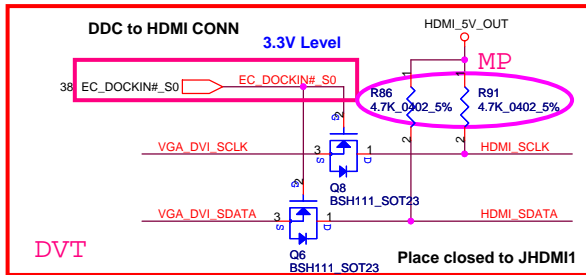 DDC to HDMI CONN
HDMI_5V_OUT
3.3V Level
MP
38 EC_DOCKIN#_S0
EC_DOCKIN#_S0
1
1
R86
4.7K_0402_5%
R91
4.7K_0402_5%
2
G
2
2
VGA_DVI_SCLK
3
S
1
D
HDMI_SCLK
Q8
BSH111_SOT23
2
G
VGA_DVI_SDATA
3
S
1
D
HDMI_SDATA
DVT
Q6
BSH111_SOT23
Place closed to JHDMI1